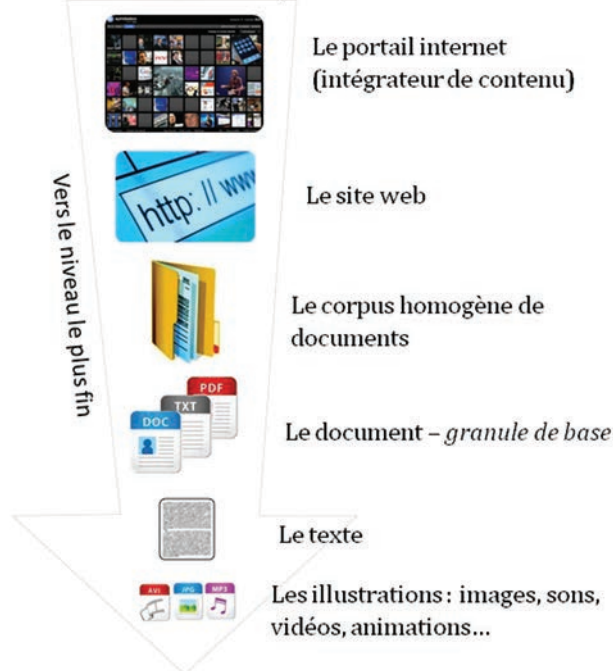 Le portail internet
(intégrateur de contenu)
http: // www
Le site web
Vers le niveau le plus fin
Le corpus homogène de
documents
PDF
TXT
DOC
Le document – granule de base
Le texte
AVI
JPG
MP3
Les illustrations : images, sons,
vidéos, animations...